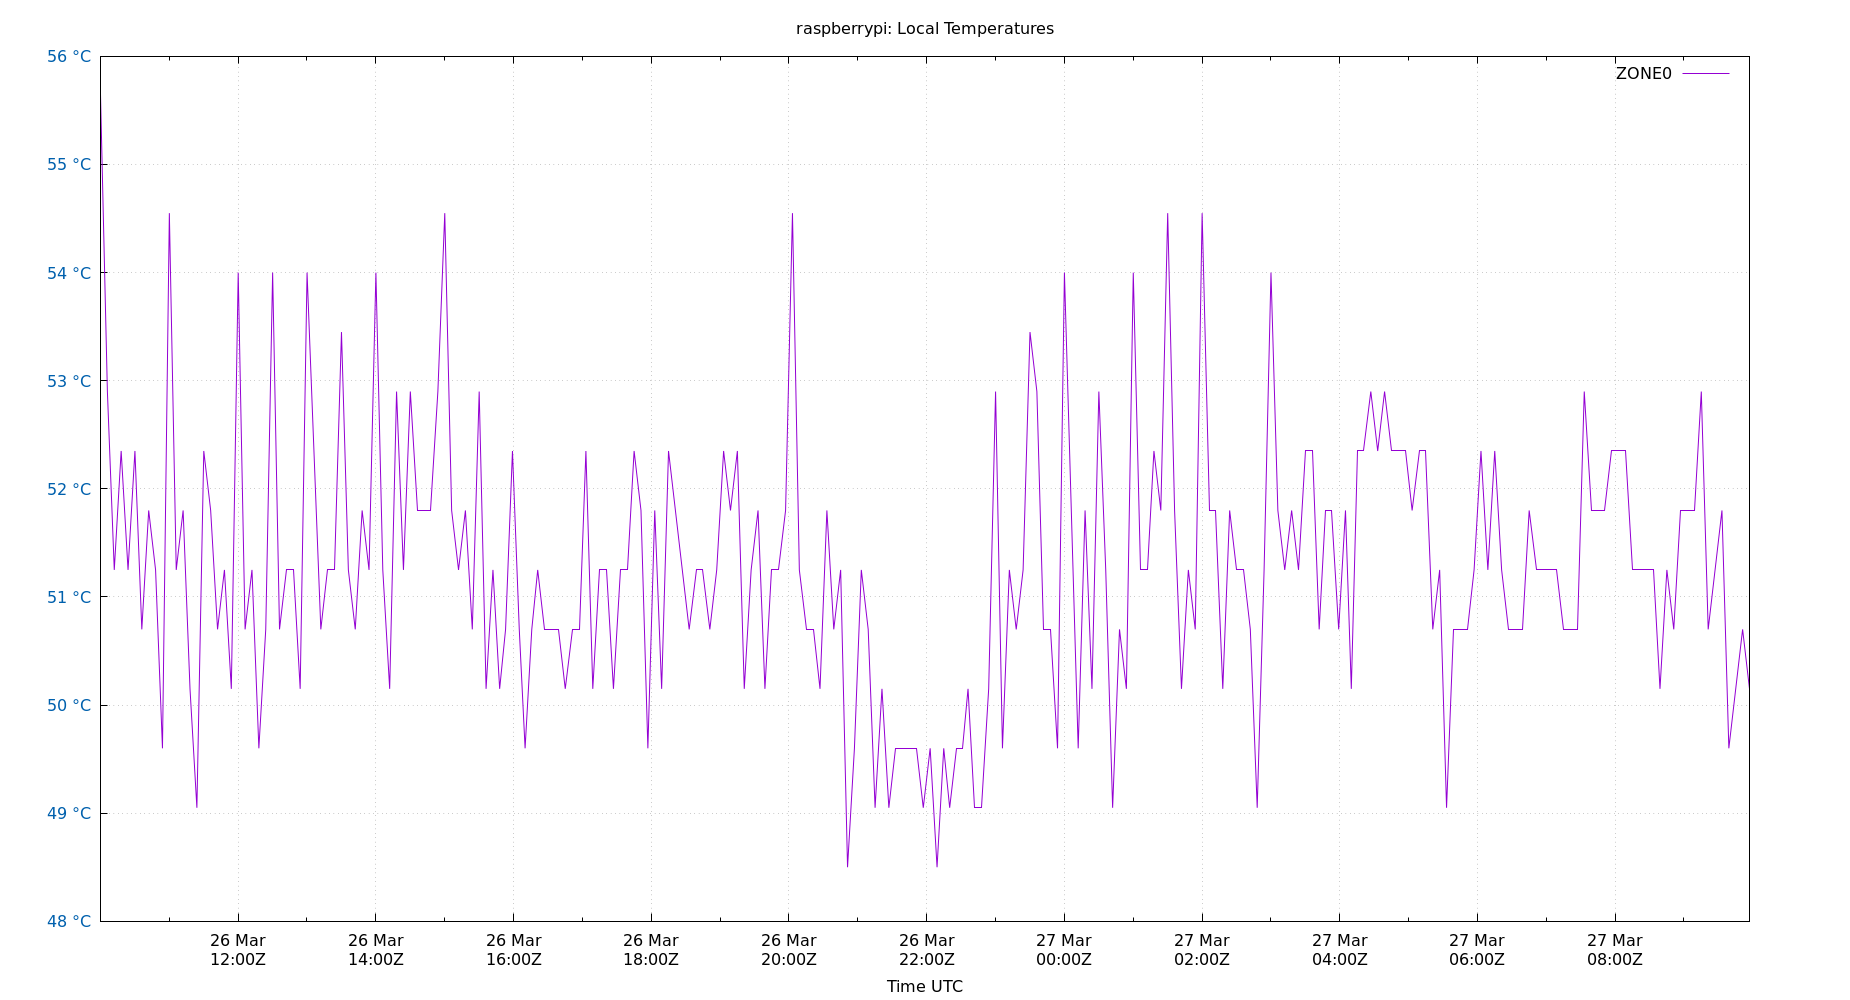 raspberrypi: Local Temperatures
56 °C
ZONE0
55 °C
54 °C
53 °C
52 °C
51 °C
50 °C
49 °C
48 °C
26 Mar 26 Mar 26 Mar 26 Mar 26 Mar 26 Mar 27 Mar 27 Mar 27 Mar 27 Mar 27 Mar
12:00Z 14:00Z 16:00Z 18:00Z 20:00Z 22:00Z 00:00Z 02:00Z 04:00Z 06:00Z 08:00Z
Time UTC